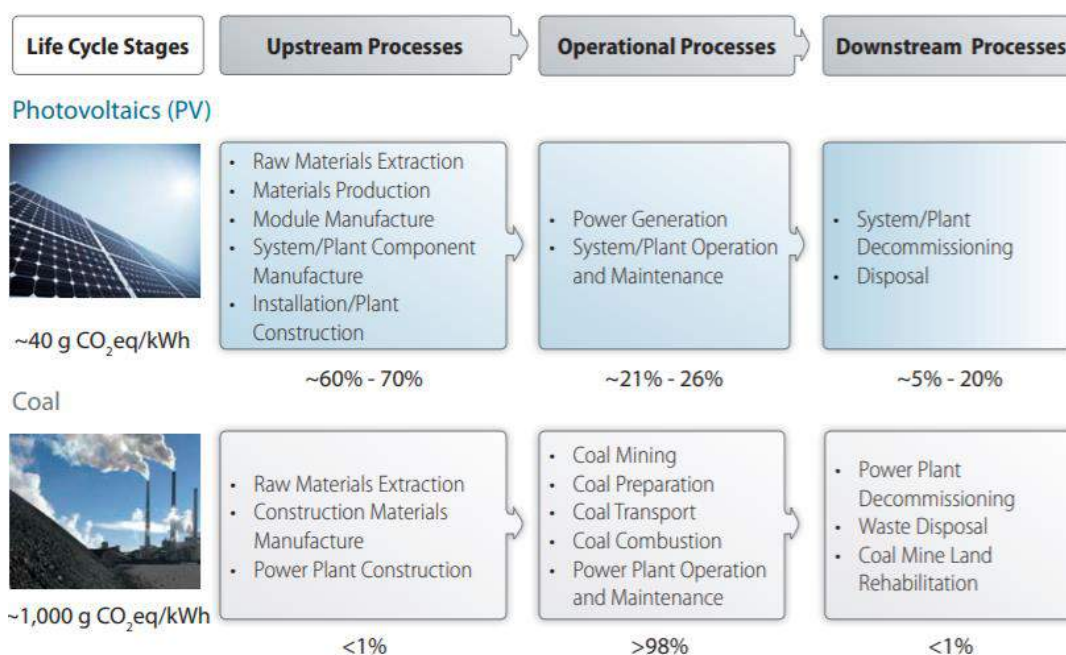 Life Cycle Stages
Upstream Processes
Operational Processes
Downstream Processes
Photovoltaics (PV)
~40 g CO₂eq/kWh
• Raw Materials Extraction
• Materials Production
• Module Manufacture
• System/Plant Component
Manufacture
• Installation/Plant
Construction
~60% - 70%
• Power Generation
• System/Plant Operation
and Maintenance
~21% - 26%
• System/Plant
Decommissioning
• Disposal
~5% - 20%
Coal
~1,000 g CO₂eq/kWh
• Raw Materials Extraction
• Construction Materials
Manufacture
• Power Plant Construction
<1%
• Coal Mining
• Coal Preparation
• Coal Transport
• Coal Combustion
• Power Plant Operation
and Maintenance
>98%
• Power Plant
Decommissioning
• Waste Disposal
• Coal Mine Land
Rehabilitation
<1%